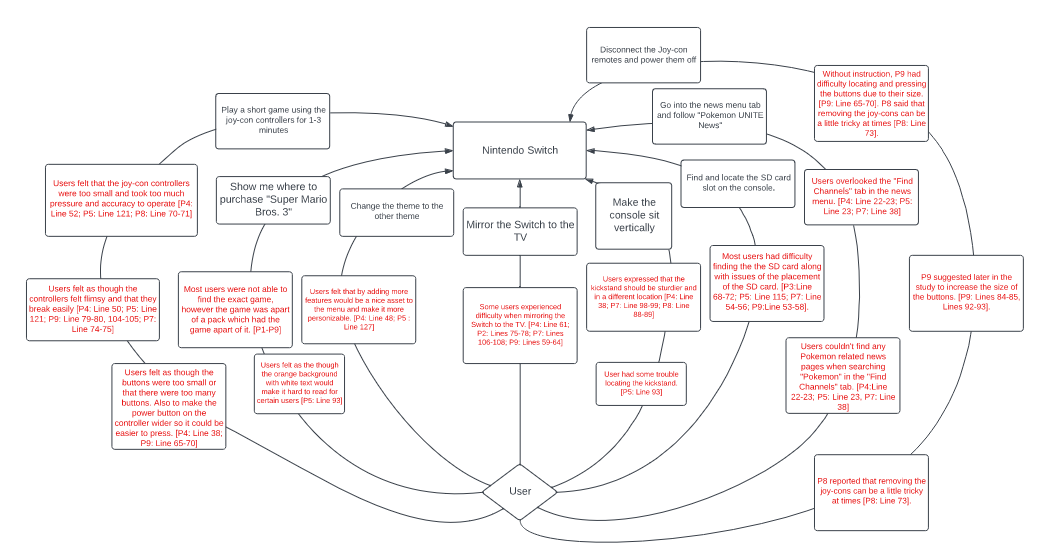 Disconnect the Joy-con
remotes and power them off
Without instruction, P9 had
difficulty locating and pressing
the buttons due to their size.
[P9: Line 65-70]. P8 said that
removing the joy-cons can be
a little tricky at times [P8: Line
73].
Play a short game using the
joy-con controllers for 1-3
minutes
Go into the news menu tab
and follow "Pokemon UNITE
News"
Nintendo Switch
Users felt that the joy-con controllers
were too small and took too much
pressure and accuracy to operate [P4:
Line 52; P5: Line 121; P8: Line 70-71]
Show me where to
purchase "Super Mario
Bros. 3"
Change the theme to the
other theme
Mirror the Switch to the
TV
Make the
console sit
vertically
Find and locate the SD card
slot on the console.
Users overlooked the "Find
Channels" tab in the news
menu. [P4: Line 22-23; P5:
Line 23; P7: Line 38]
Users felt as though the
controllers felt flimsy and that they
break easily [P4: Line 50; P5: Line
121; P9: Line 79-80, 104-105; P7:
Line 74-75]
Most users were not able to
find the exact game,
however the game was apart
of a pack which had the
game apart of it. [P1-P9]
Users felt that by adding more
features would be a nice asset to
the menu and make it more
personizable. [P4: Line 48; P5 :
Line 127]
Some users experienced
difficulty when mirroring the
Switch to the TV. [P4: Line 61;
P2: Lines 75-78; P7: Lines
106-108; P9: Lines 59-64]
Users expressed that the
kickstand should be sturdier and
in a different location [P4: Line
38; P7: Line 98-99; P8: Line
88-89]
Most users had difficulty
finding the the SD card along
with issues of the placement
of the SD card. [P3:Line
68-72; P5: Line 115; P7: Line
54-56; P9:Line 53-58].
P9 suggested later in the
study to increase the size of
the buttons. [P9: Lines 84-85,
Lines 92-93].
Users felt as though the
buttons were too small or
that there were too many
buttons. Also to make the
power button on the
controller wider so it could be
easier to press. [P4: Line 38;
P9: Line 65-70]
Users felt as the though
the orange background
with white text would
make it hard to read for
certain users [P5: Line 93]
User had some trouble
locating the kickstand.
[P5: Line 93]
Users couldn't find any
Pokemon related news
pages when searching
"Pokemon" in the "Find
Channels" tab. [P4:Line
22-23; P5: Line 23, P7: Line
38]
User
P8 reported that removing the
joy-cons can be a little tricky
at times [P8: Line 73].